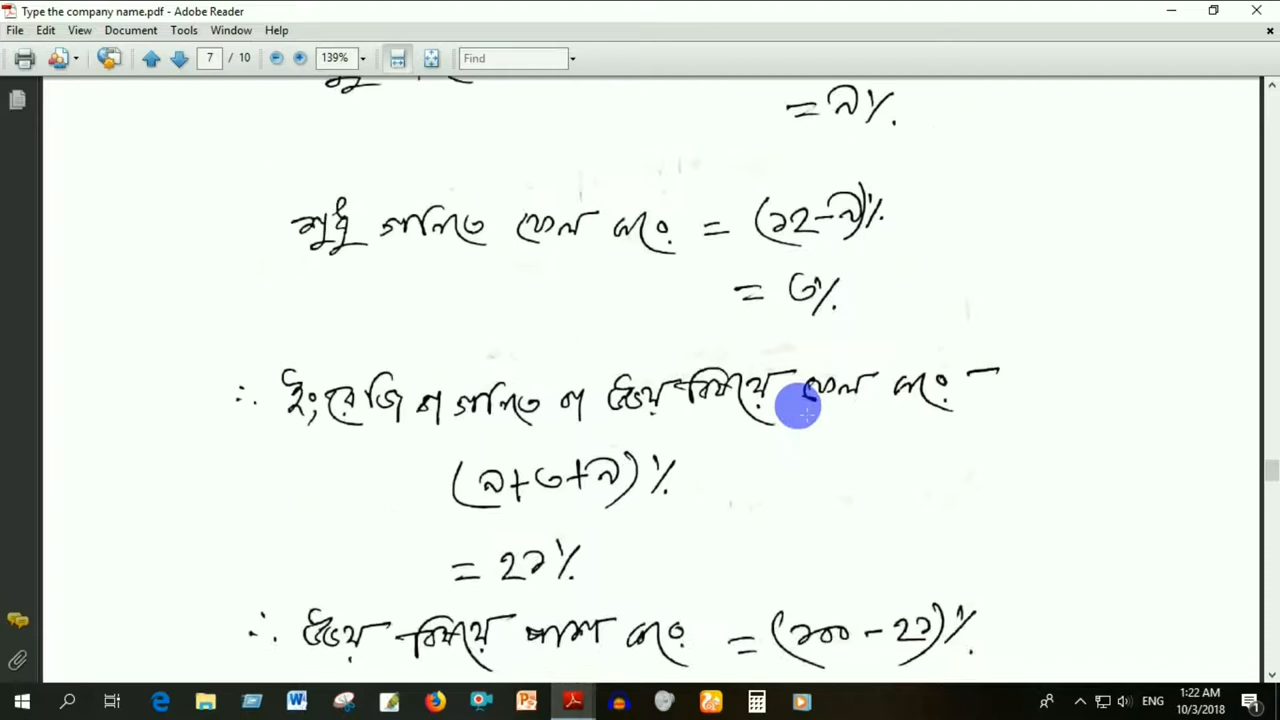 Type the company name.pdf - Adobe Reader
File Edit View Document Tools Window Help
7 / 10 139% Find
= ৯%
শুধু গনিতে ফেল করে = (১২-৯)%
= ৩%
∴ ইংরেজি বা গনিতে বা উভয় বিষয়ে ফেল করে -
(৯+৩+৯) %
= ২১%
∴ উভয় বিষয়ে পাশ করে = (১০০ - ২১)%
ENG
1:22 AM
10/3/2018